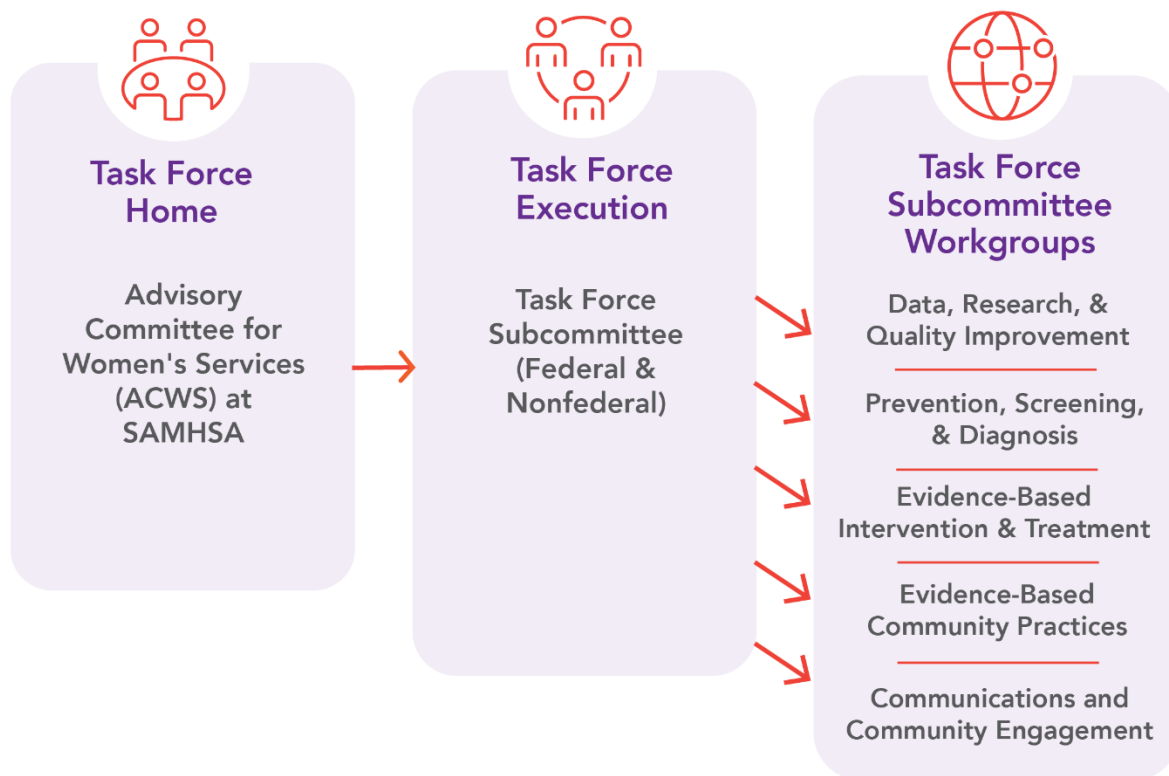 Task Force
Home
Advisory
Committee for
Women's Services
(ACWS) at
SAMHSA
Task Force
Execution
Task Force
Subcommittee
(Federal &
Nonfederal)
Task Force
Subcommittee
Workgroups
Data, Research, &
Quality Improvement
Prevention, Screening,
& Diagnosis
Evidence-Based
Intervention & Treatment
Evidence-Based
Community Practices
Communications and
Community Engagement